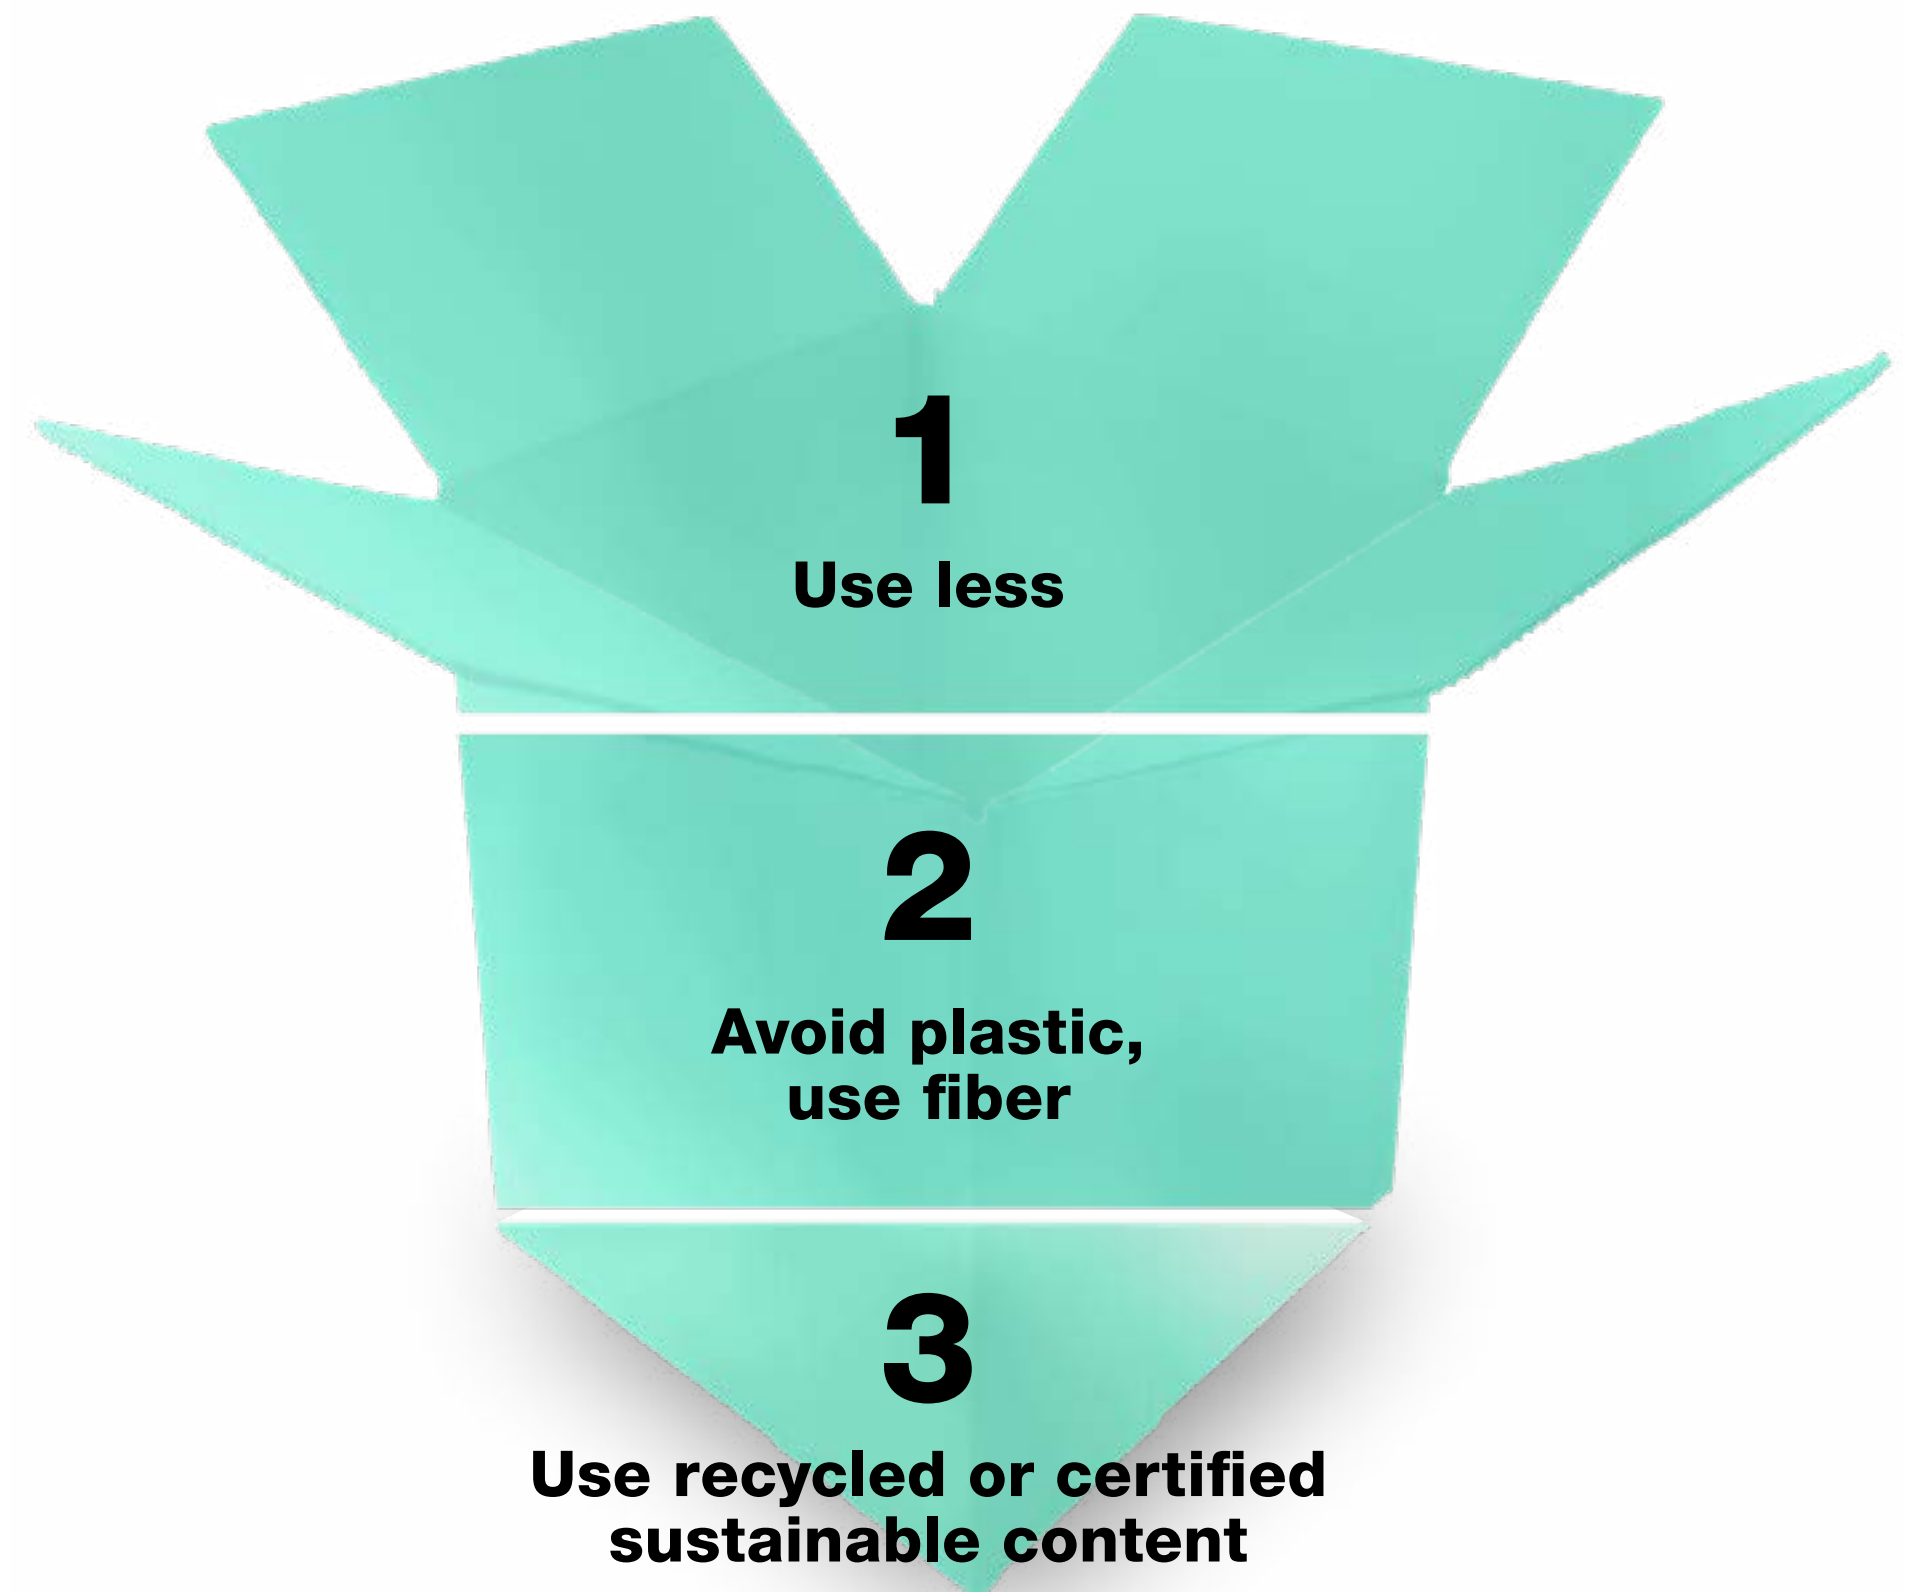 1
Use less
2
Avoid plastic,
use fiber
3
Use recycled or certified
sustainable content